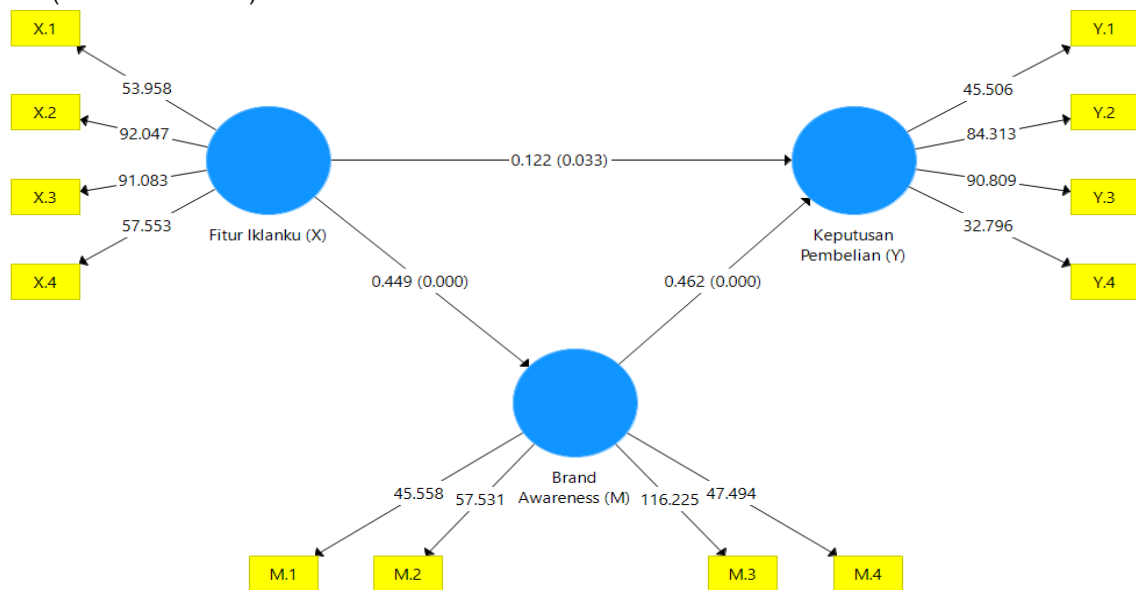 X.1
Y.1
53.958
45.506
X.2
Y.2
92.047
84.313
0.122 (0.033)
91.083
90.809
X.3
Y.3
57.553
32.796
Fitur Iklanku (X)
Keputusan
Pembelian (Y)
X.4
Y.4
0.449 (0.000)
0.462 (0.000)
Brand
Awareness (M)
45.558
57.531
116.225
47.494
M.1
M.2
M.3
M.4